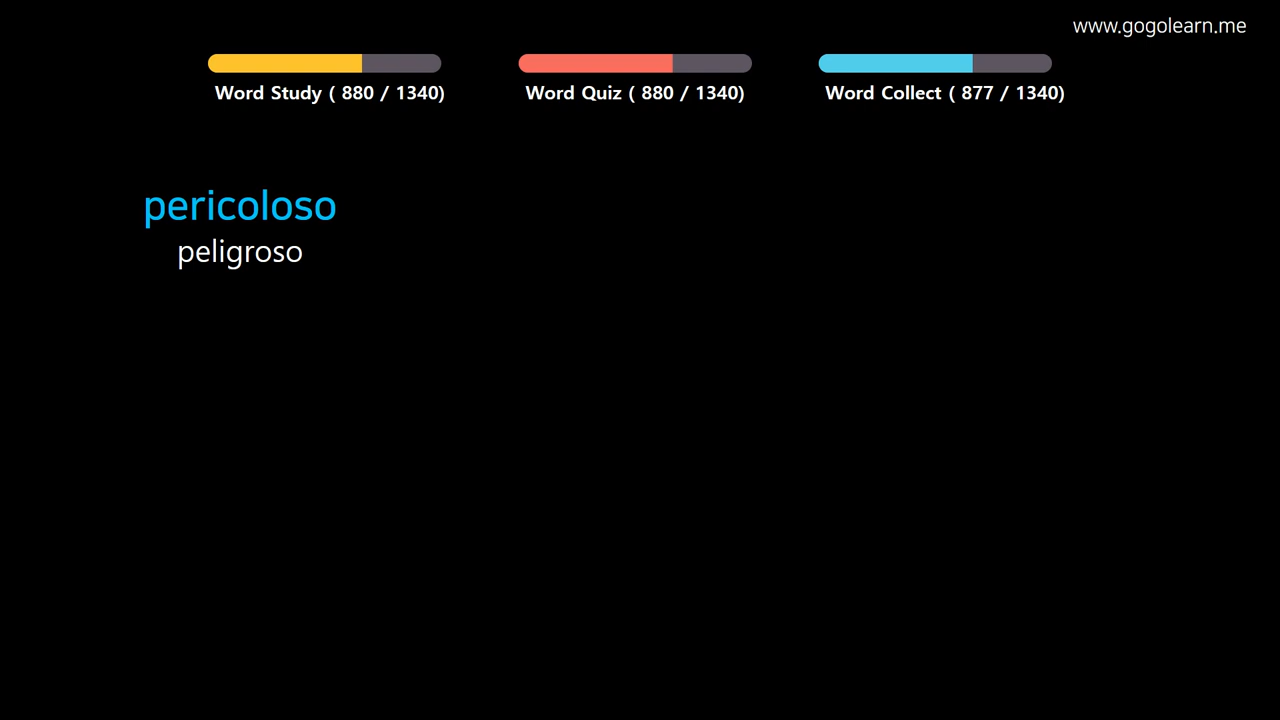 www.gogolearn.me
Word Study ( 880 / 1340)
Word Quiz ( 880 / 1340)
Word Collect ( 877 / 1340)
pericoloso
peligroso